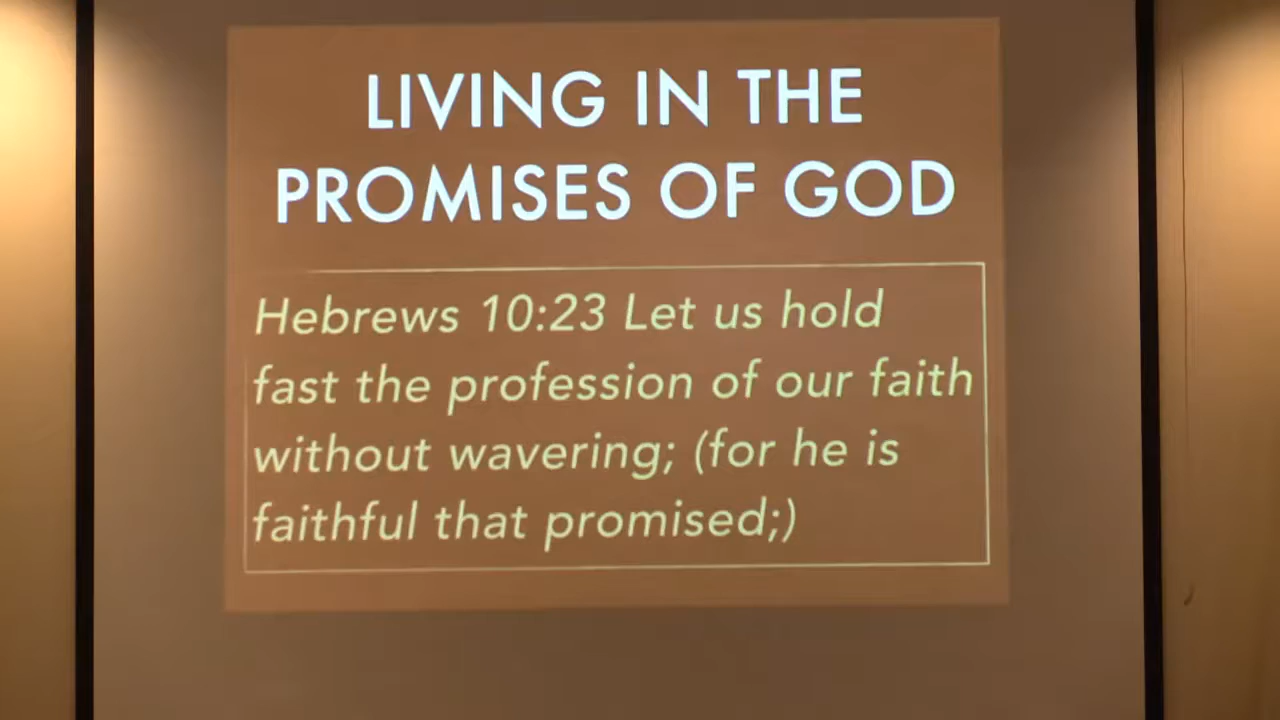 LIVING IN THE
PROMISES OF GOD
Hebrews 10:23 Let us hold
fast the profession of our faith
without wavering; (for he is
faithful that promised;)